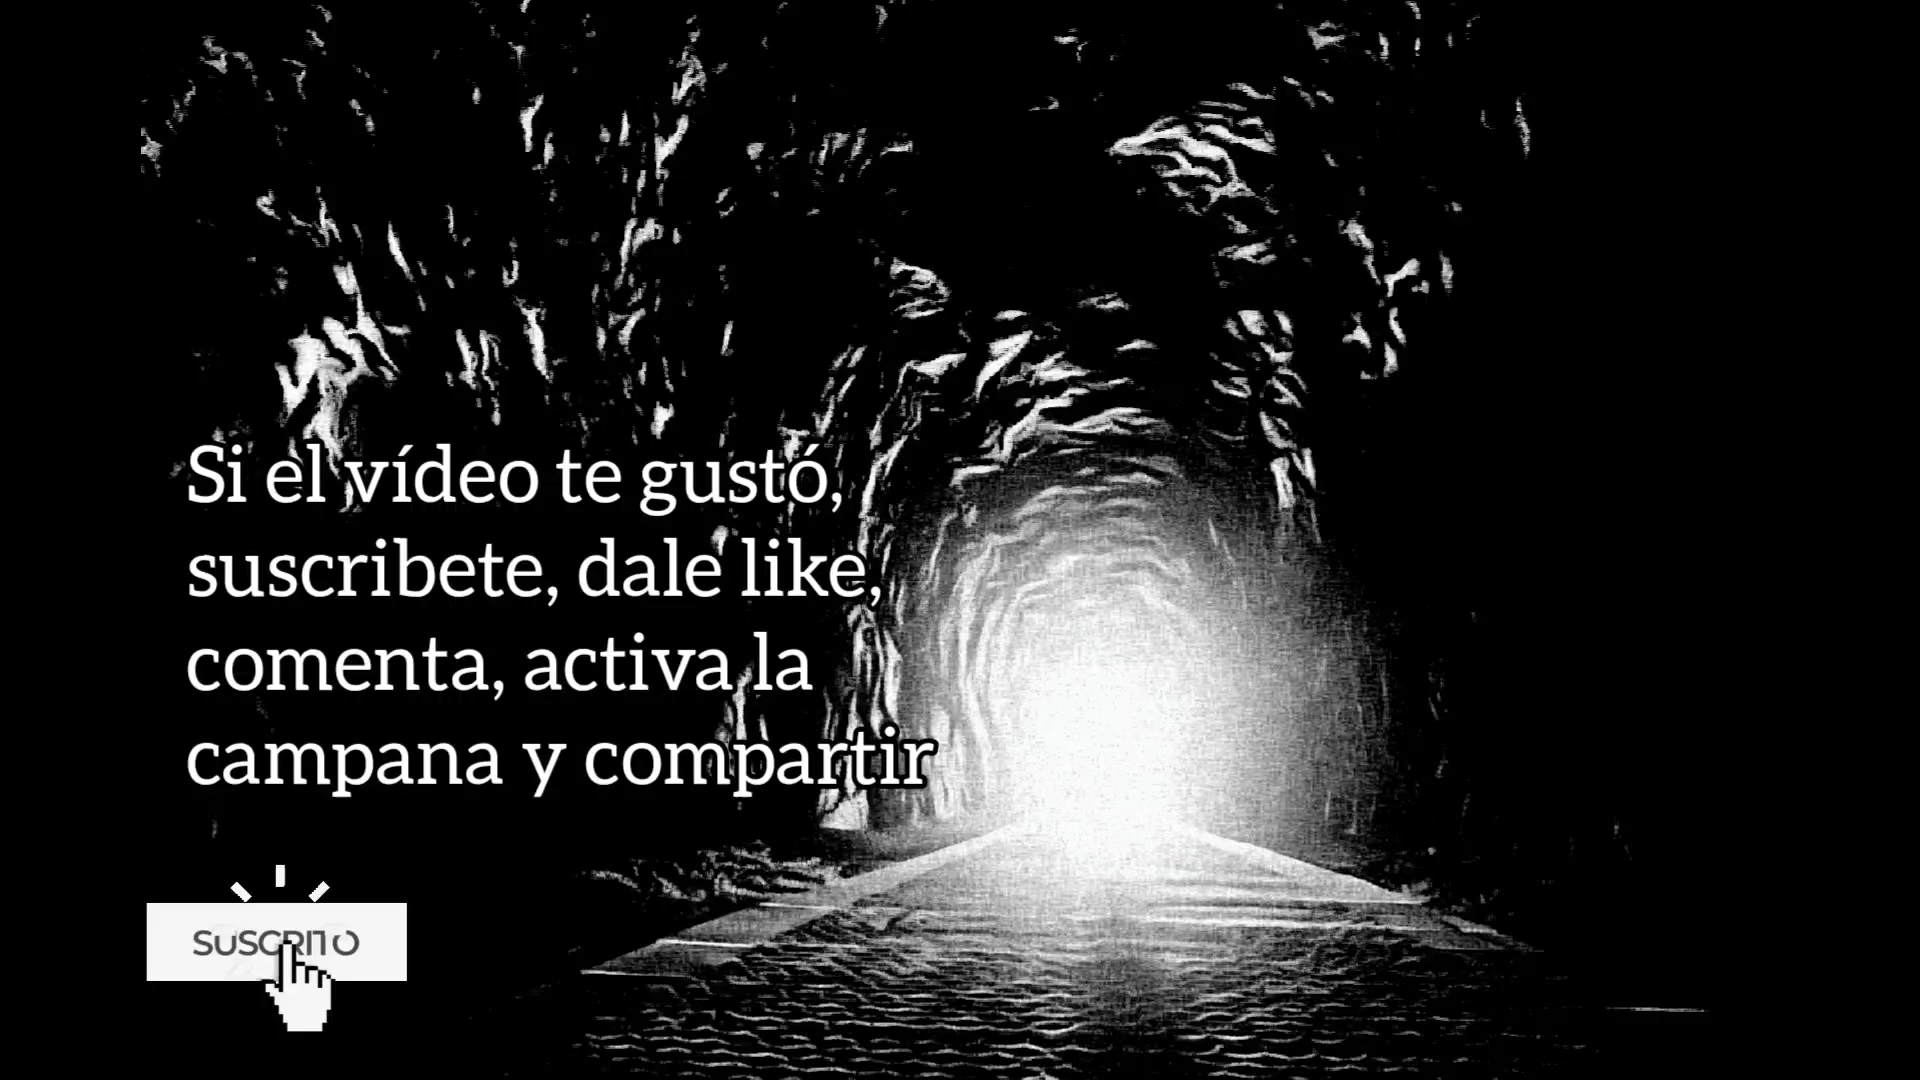 Si el vídeo te gustó,
suscribete, dale like,
comenta, activa la
campana y compartir
SUSCRITO